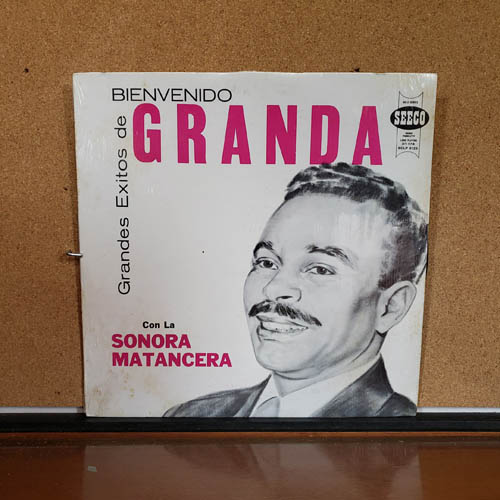 Grandes Exitos de
BIENVENIDO
GRANDA
SEECO
Con La
SONORA
MATANCERA